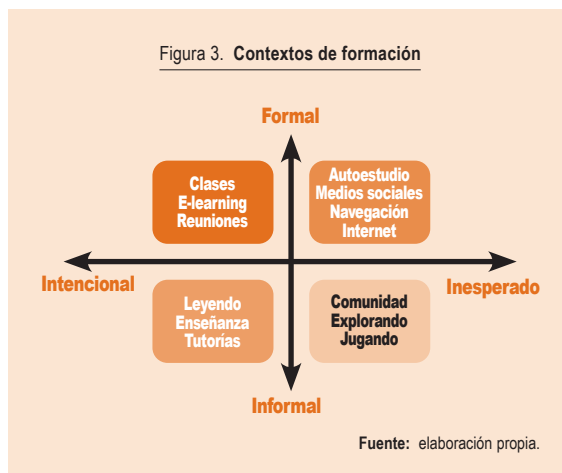 Figura 3. Contextos de formación
Formal
Clases
E-learning
Reuniones
Autoestudio
Medios sociales
Navegación
Internet
Intencional
Inesperado
Leyendo
Enseñanza
Tutorías
Comunidad
Explorando
Jugando
Informal
Fuente: elaboración propia.